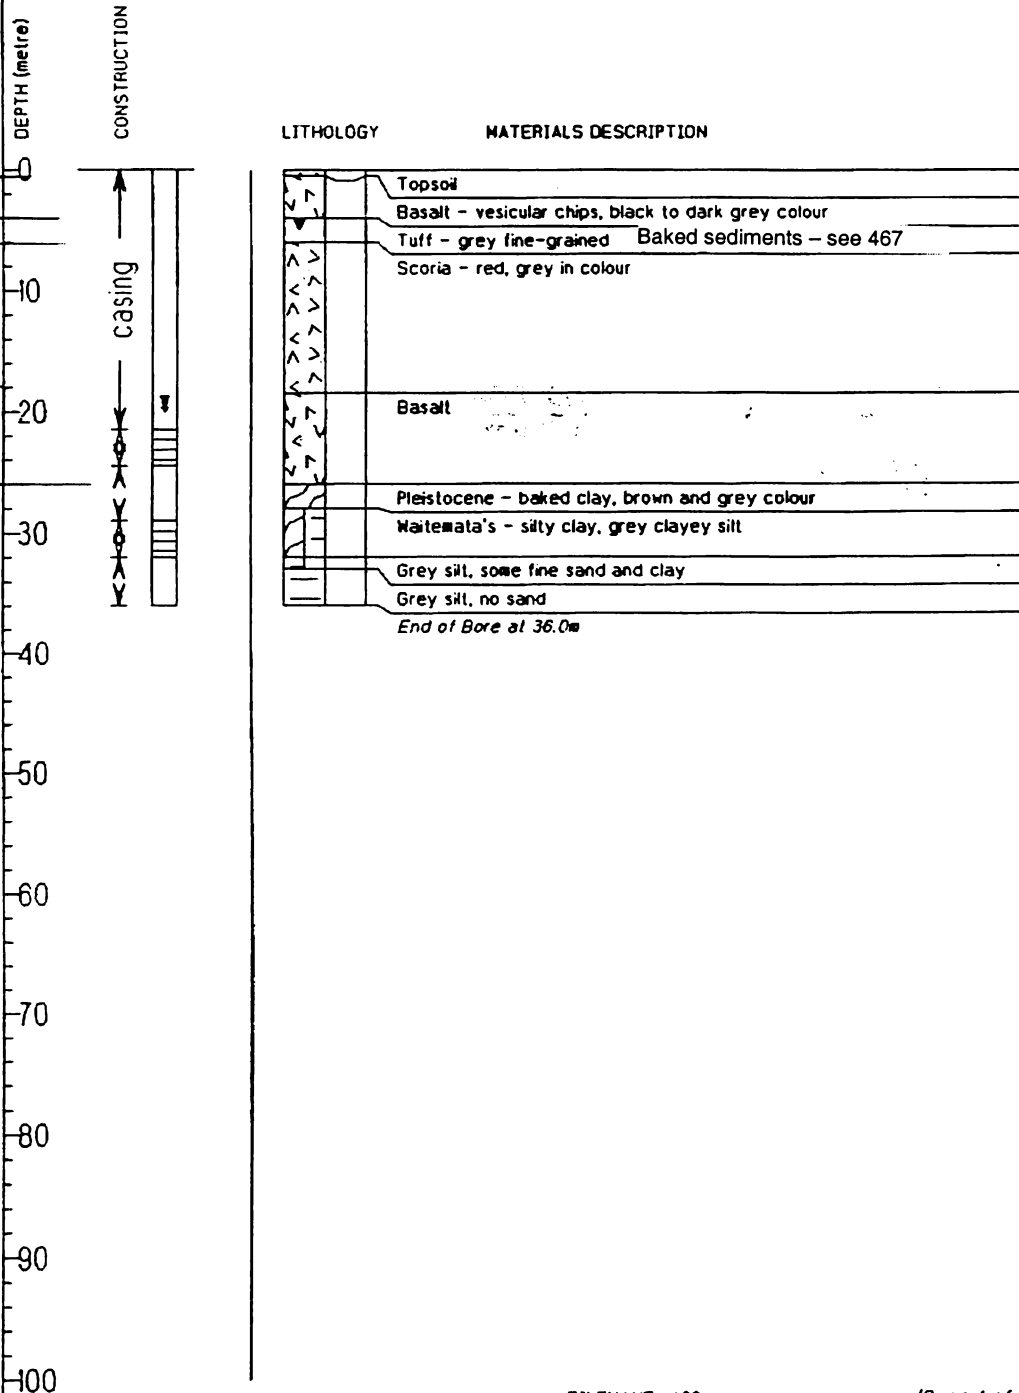 DEPTH (metre)
CONSTRUCTION
LITHOLOGY
MATERIALS DESCRIPTION
0
Topsoil
Basalt - vesicular chips, black to dark grey colour
Tuff - grey fine-grained Baked sediments – see 467
Scoria - red, grey in colour
casing
10
20
Basalt
Pleistocene - baked clay, brown and grey colour
Waitemata's - silty clay, grey clayey silt
30
Grey silt, some fine sand and clay
Grey silt, no sand
End of Bore at 36.0m
40
50
60
70
80
90
100